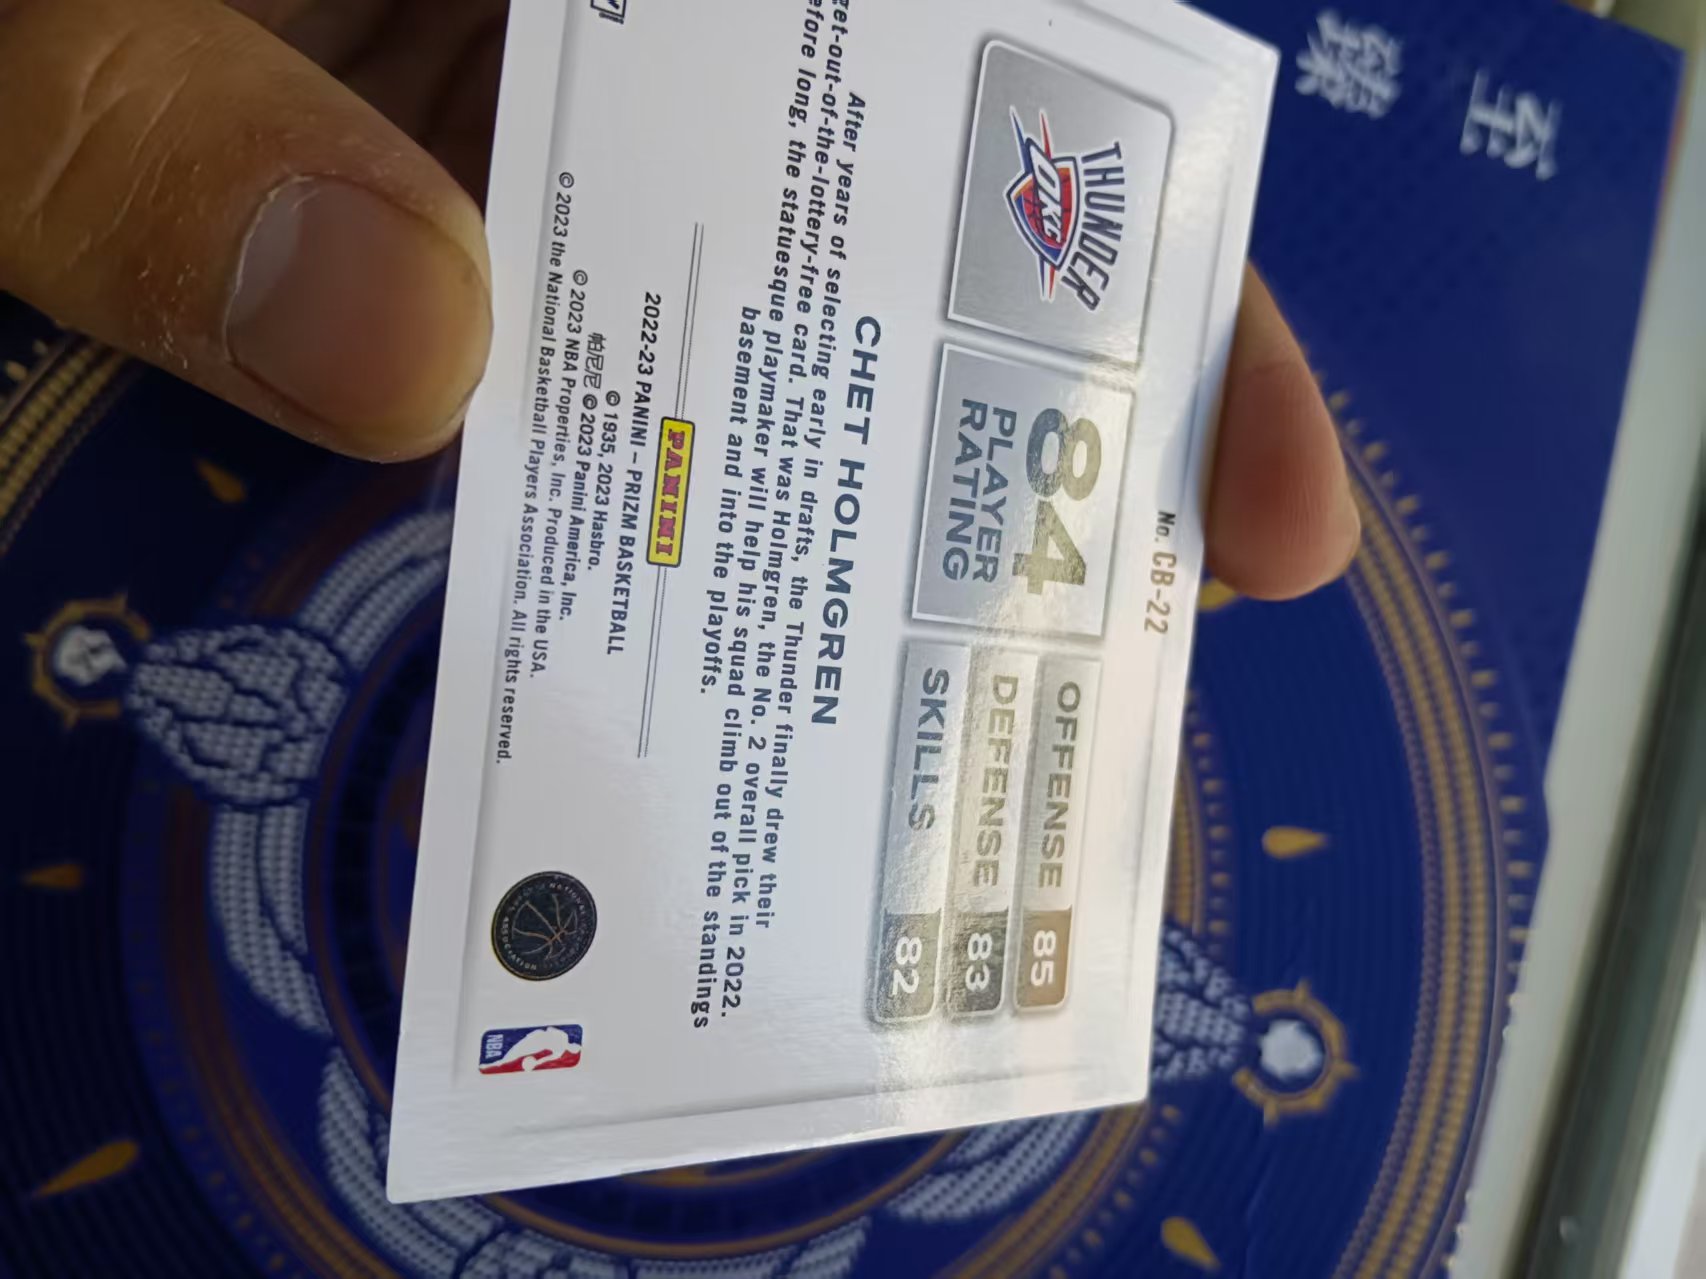 No. CB-22
THUNDER
OKC
84
PLAYER
RATING
OFFENSE 85
DEFENSE 83
SKILLS 82
CHET HOLMGREN
After years of selecting early in drafts, the Thunder finally drew their
get-out-of-the-lottery-free card. That was Holmgren, the No. 2 overall pick in 2022.
efore long, the statuesque playmaker will help his squad climb out of the standings
basement and into the playoffs.
PANINI
2022-23 PANINI – PRIZM BASKETBALL
© 1935, 2023 Hasbro.
帕尼尼 © 2023 Panini America, Inc.
© 2023 NBA Properties, Inc. Produced in the USA.
© 2023 the National Basketball Players Association. All rights reserved.
NBA